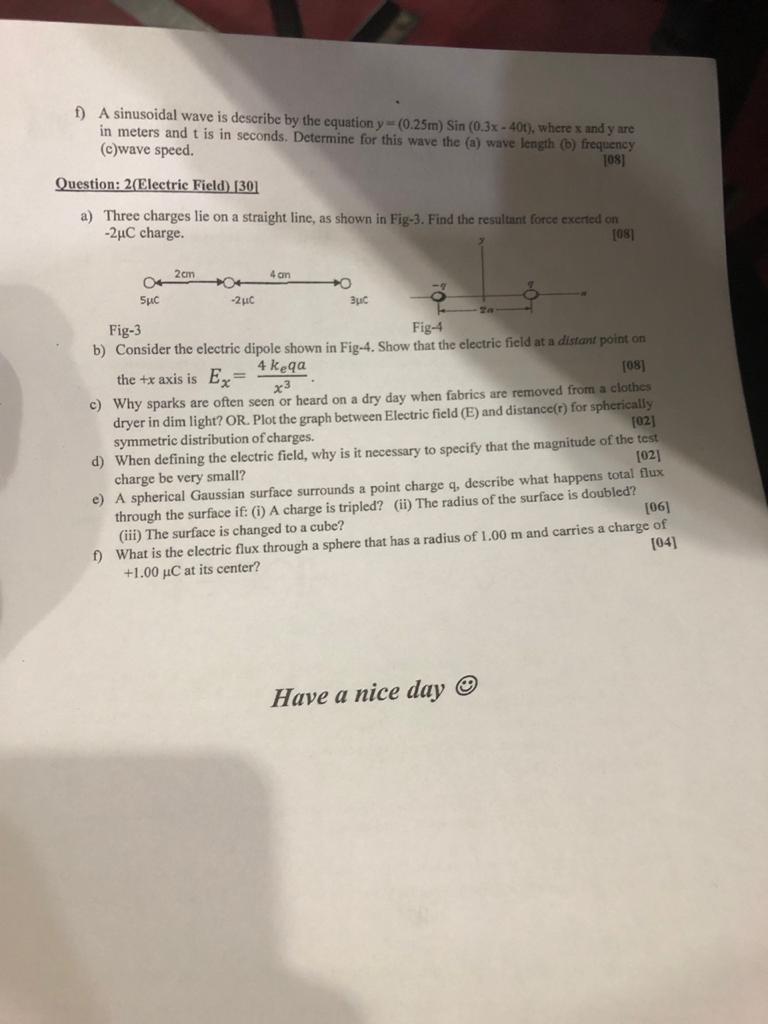 f) A sinusoidal wave is describe by the equation y = (0.25m) Sin (0.3x - 40t), where x and y are
in meters and t is in seconds. Determine for this wave the (a) wave length (b) frequency
(c)wave speed. [08]
Question: 2(Electric Field) [30]
a) Three charges lie on a straight line, as shown in Fig-3. Find the resultant force exerted on
-2µC charge. [08]
y
2cm 4 cm -q q
5µC -2µC 3µC 2a x
Fig-3 Fig-4
b) Consider the electric dipole shown in Fig-4. Show that the electric field at a distant point on
the +x axis is Ex= 4 keqa / x³ . [08]
c) Why sparks are often seen or heard on a dry day when fabrics are removed from a clothes
dryer in dim light? OR. Plot the graph between Electric field (E) and distance(r) for spherically
symmetric distribution of charges. [02]
d) When defining the electric field, why is it necessary to specify that the magnitude of the test
charge be very small? [02]
e) A spherical Gaussian surface surrounds a point charge q, describe what happens total flux
through the surface if: (i) A charge is tripled? (ii) The radius of the surface is doubled?
(iii) The surface is changed to a cube? [06]
f) What is the electric flux through a sphere that has a radius of 1.00 m and carries a charge of
+1.00 µC at its center? [04]
Have a nice day ☺